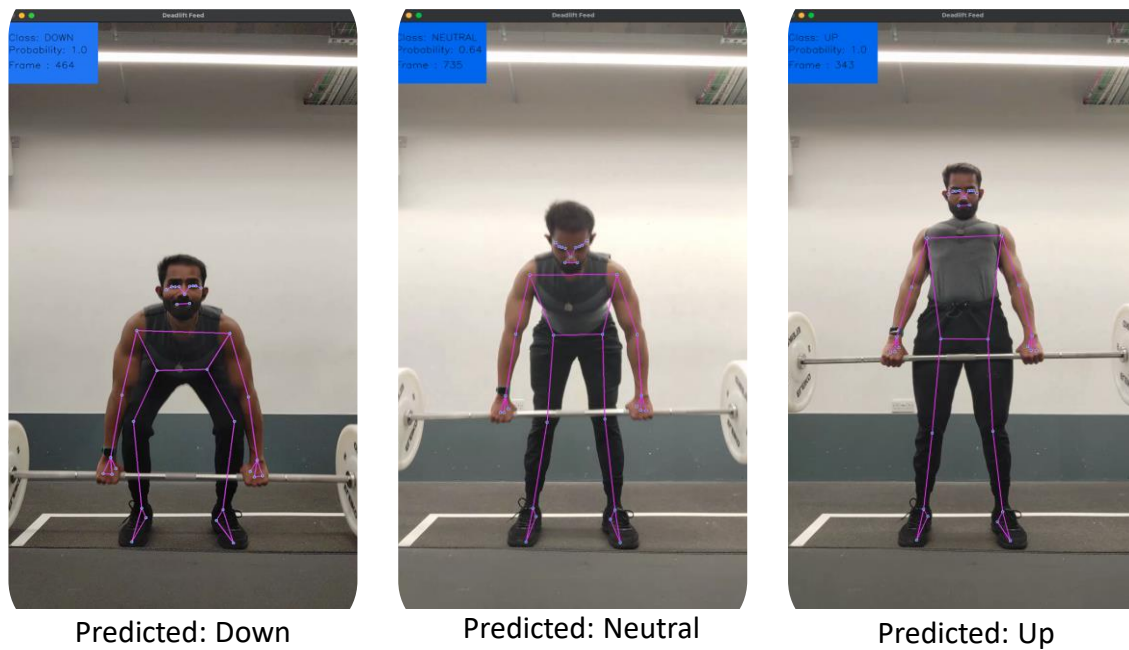 Deadlift Feed
Class: DOWN
Probability: 1.0
Frame : 464
Deadlift Feed
Class: NEUTRAL
Probability: 0.64
Frame : 735
Deadlift Feed
Class: UP
Probability: 1.0
Frame : 343
Predicted: Down
Predicted: Neutral
Predicted: Up